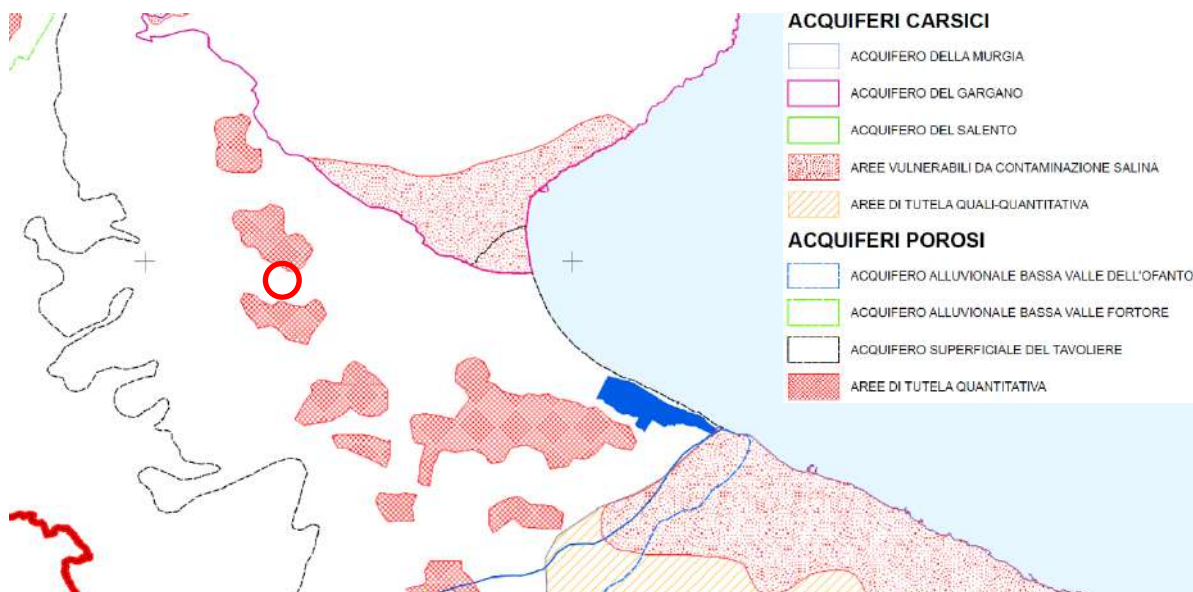 ACQUIFERI CARSICI
ACQUIFERO DELLA MURGIA
ACQUIFERO DEL GARGANO
ACQUIFERO DEL SALENTO
AREE VULNERABILI DA CONTAMINAZIONE SALINA
AREE DI TUTELA QUALI-QUANTITATIVA
ACQUIFERI POROSI
ACQUIFERO ALLUVIONALE BASSA VALLE DELL'OFANTO
ACQUIFERO ALLUVIONALE BASSA VALLE FORTORE
ACQUIFERO SUPERFICIALE DEL TAVOLIERE
AREE DI TUTELA QUANTITATIVA